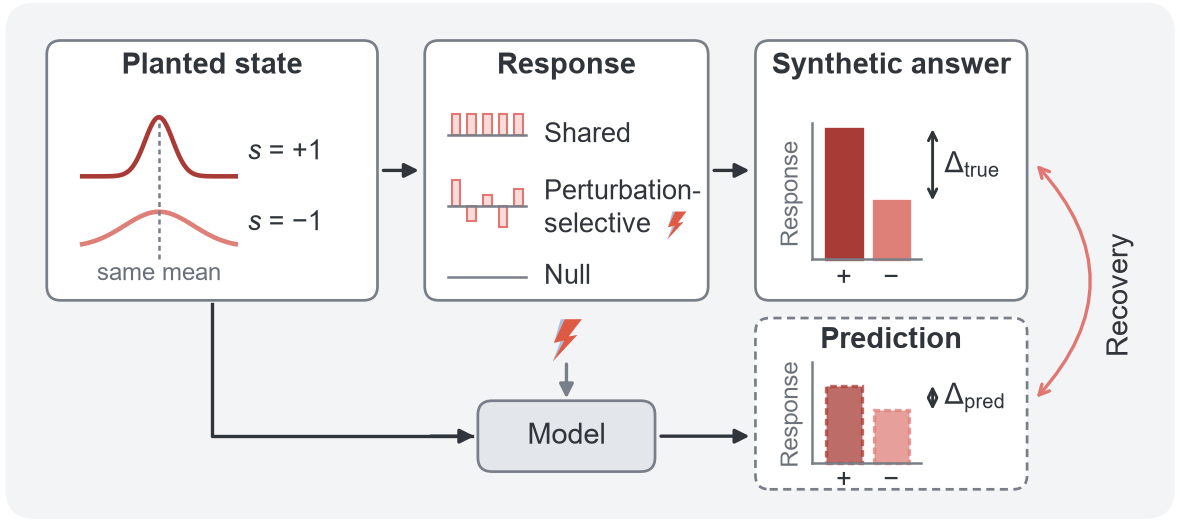 Planted state
s = +1
s = −1
same mean
Response
Shared
Perturbation-
selective
Null
Synthetic answer
Response
Δtrue
+ −
Recovery
Model
Prediction
Response
Δpred
+ −